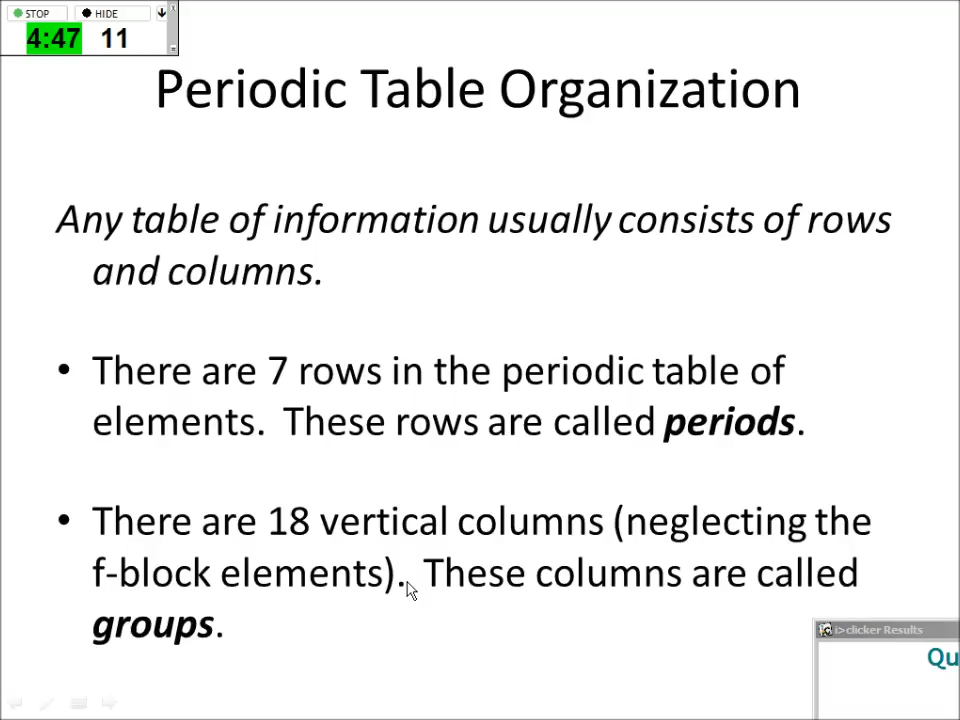 STOP HIDE
4:47 11
Periodic Table Organization
Any table of information usually consists of rows
and columns.
• There are 7 rows in the periodic table of
elements. These rows are called periods.
• There are 18 vertical columns (neglecting the
f-block elements). These columns are called
groups.
i>clicker Results
Qu